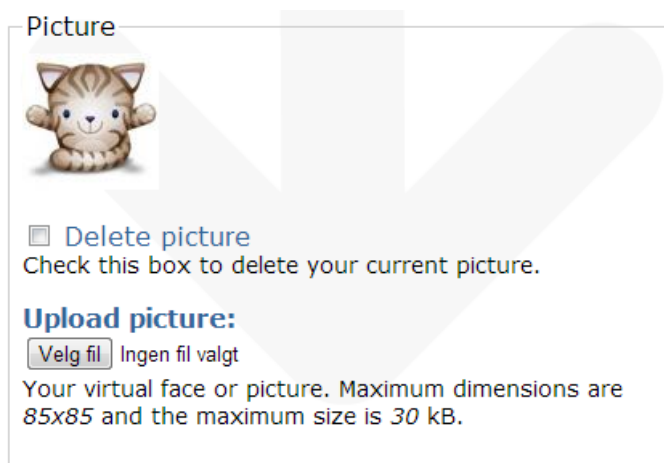 Picture
Delete picture
Check this box to delete your current picture.
Upload picture:
Velg fil Ingen fil valgt
Your virtual face or picture. Maximum dimensions are
85x85 and the maximum size is 30 kB.